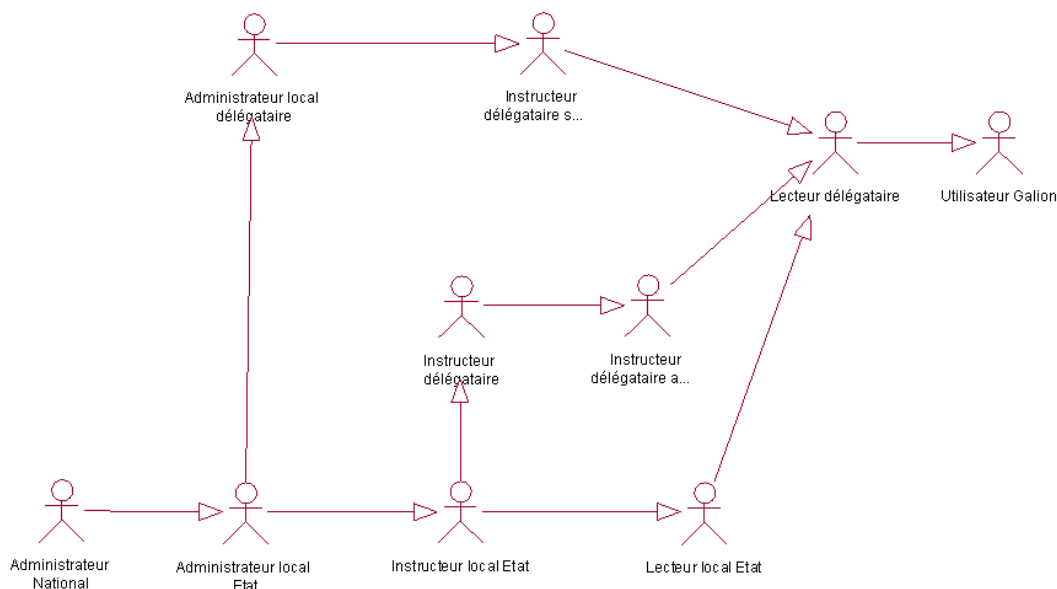 Administrateur local
délégataire
Instructeur
délégataire s...
Lecteur délégataire
Utilisateur Galion
Instructeur
délégataire
Instructeur
délégataire a...
Administrateur
National
Administrateur local
Etat
Instructeur local Etat
Lecteur local Etat